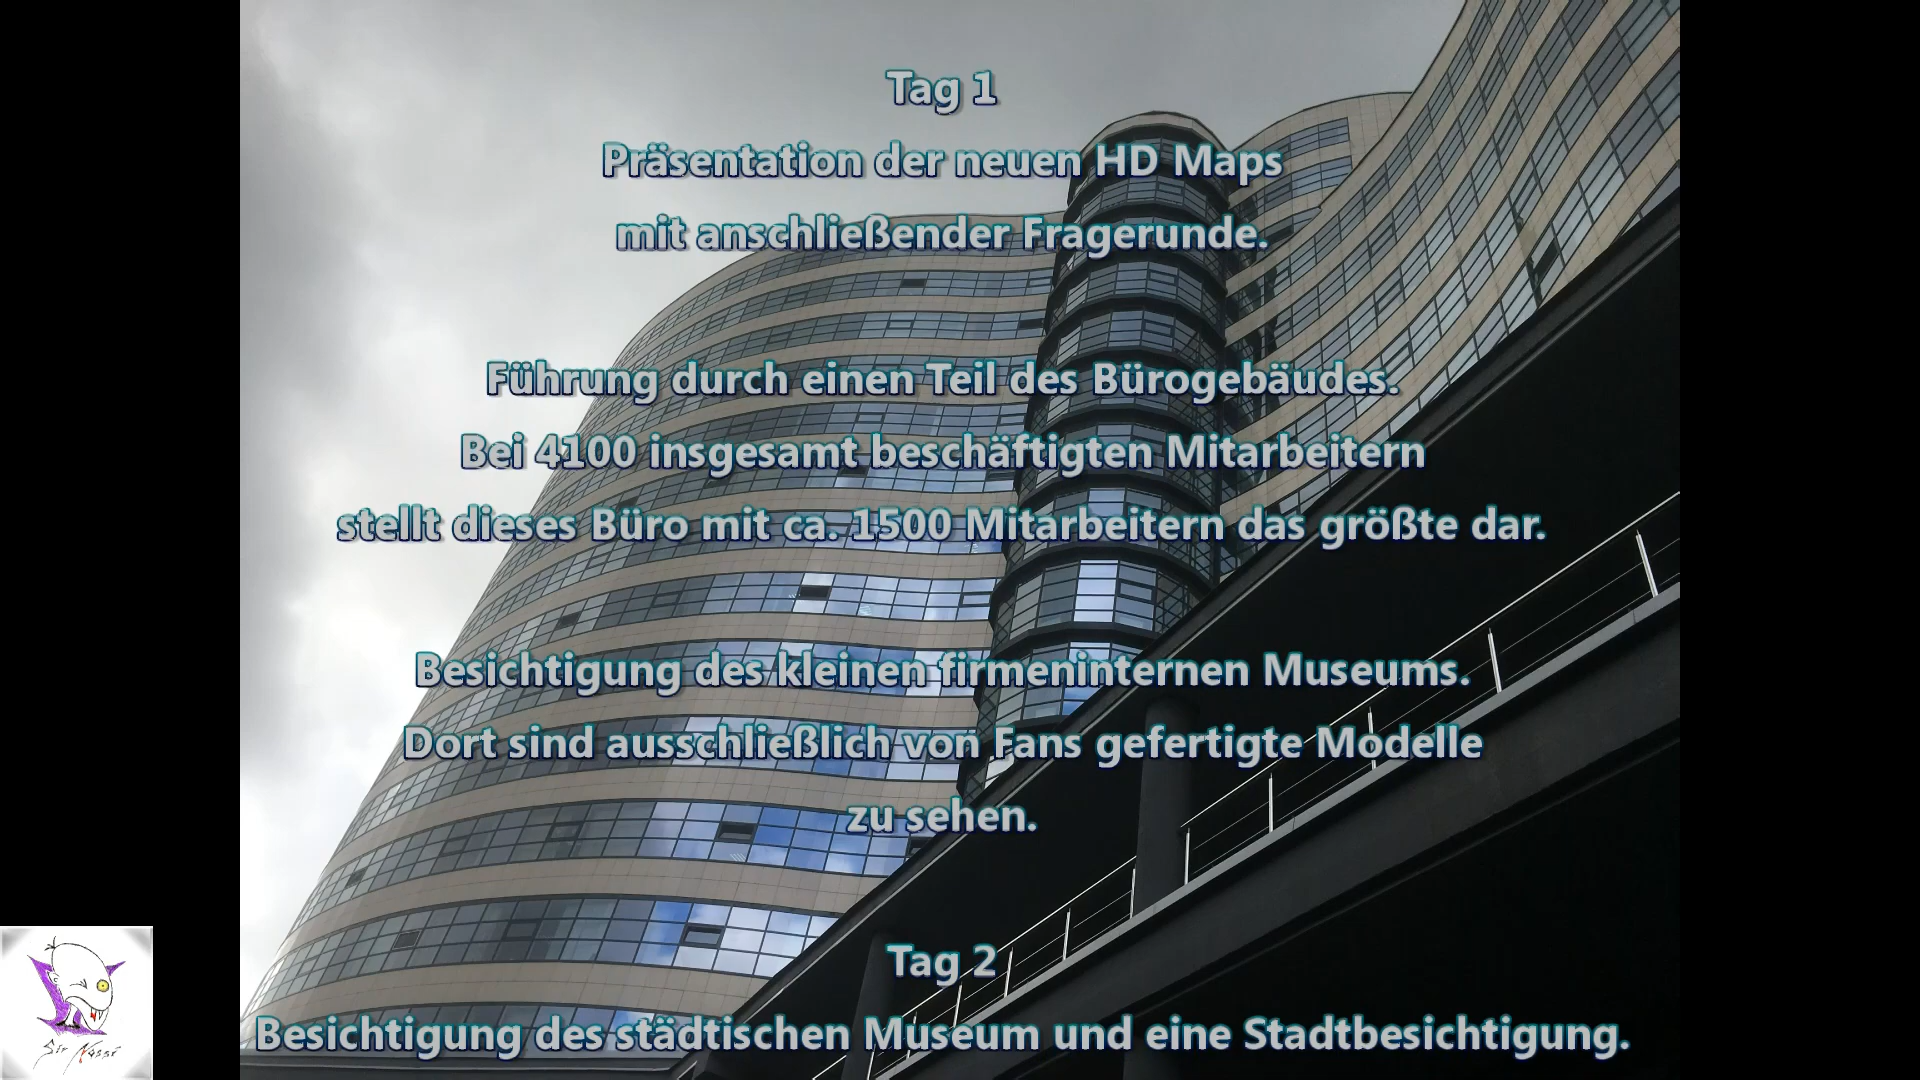 Tag 1
Präsentation der neuen HD Maps
mit anschließender Fragerunde.
Führung durch einen Teil des Bürogebäudes.
Bei 4100 insgesamt beschäftigten Mitarbeitern
stellt dieses Büro mit ca. 1500 Mitarbeitern das größte dar.
Besichtigung des kleinen firmeninternen Museums.
Dort sind ausschließlich von Fans gefertigte Modelle
zu sehen.
Tag 2
Besichtigung des städtischen Museum und eine Stadtbesichtigung.
Sir Nossi